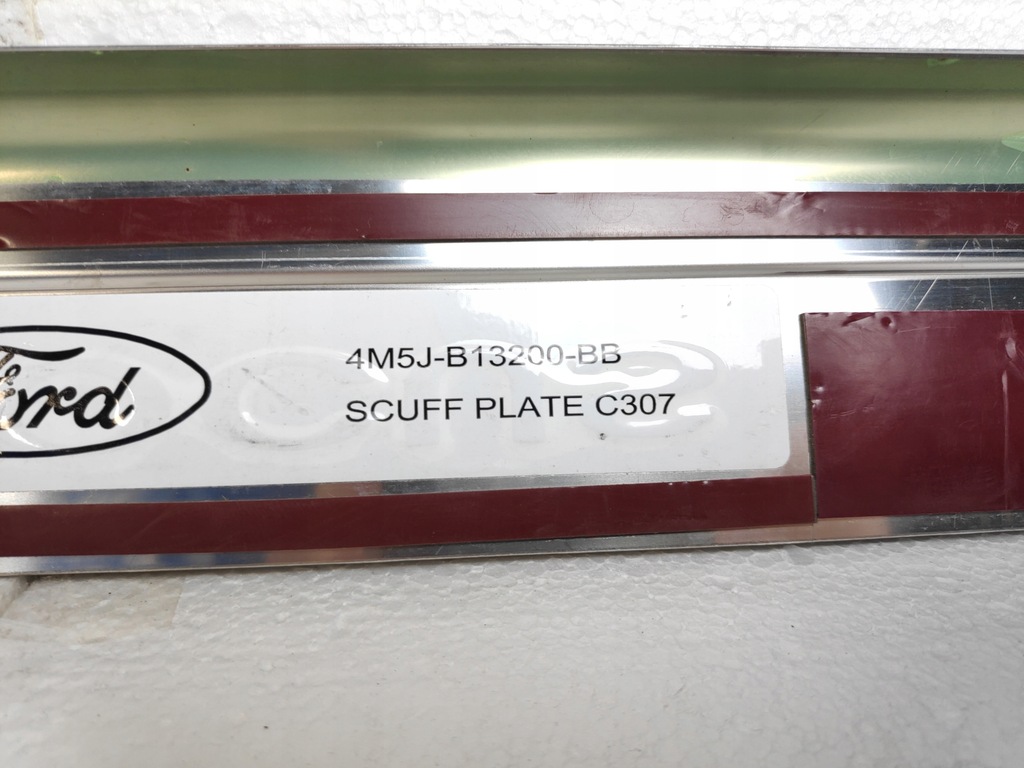 Ford
4M5J-B13200-BB
SCUFF PLATE C307